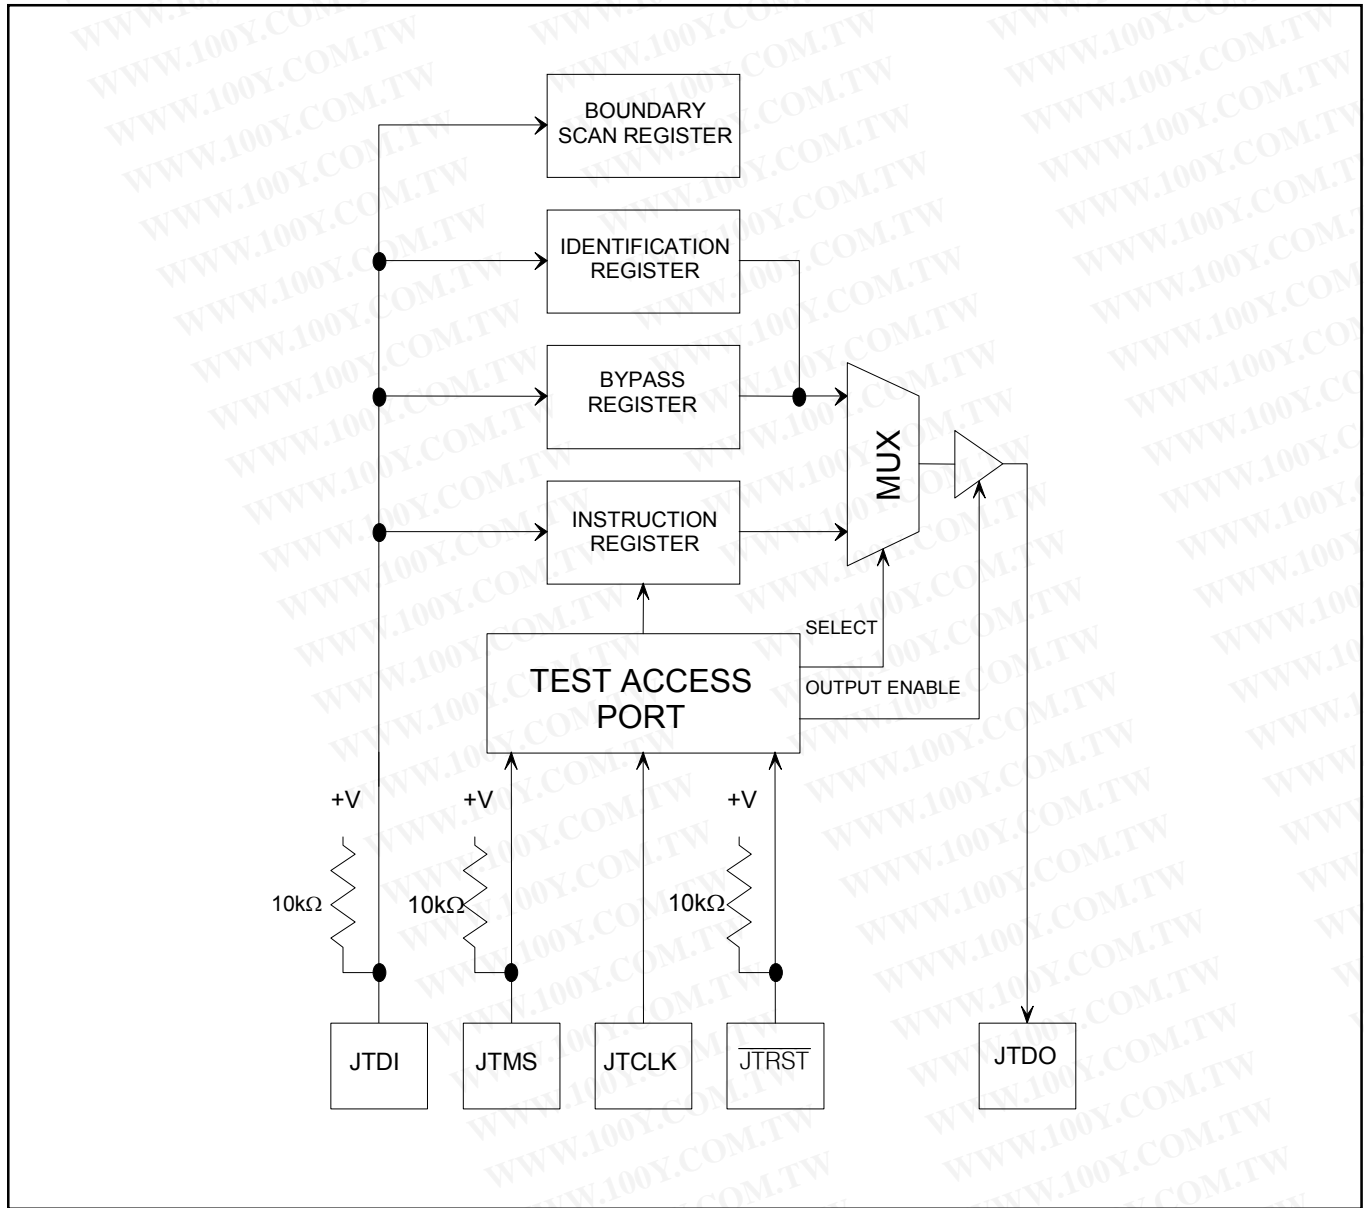 BOUNDARY
SCAN REGISTER
IDENTIFICATION
REGISTER
BYPASS
REGISTER
INSTRUCTION
REGISTER
MUX
SELECT
TEST ACCESS
PORT
OUTPUT ENABLE
+V
+V
+V
10kΩ
10kΩ
10kΩ
JTDI
JTMS
JTCLK
JTRST
JTDO
WWW.100Y.COM.TW